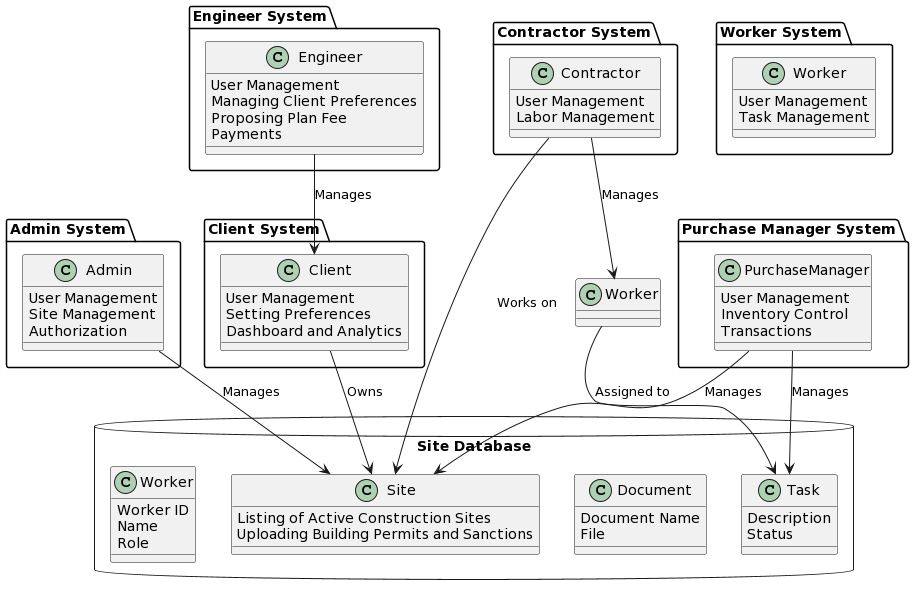 Engineer System
C Engineer
User Management
Managing Client Preferences
Proposing Plan Fee
Payments
Contractor System
C Contractor
User Management
Labor Management
Worker System
C Worker
User Management
Task Management
Manages
Manages
Admin System
C Admin
User Management
Site Management
Authorization
Client System
C Client
User Management
Setting Preferences
Dashboard and Analytics
Works on
C Worker
Purchase Manager System
C PurchaseManager
User Management
Inventory Control
Transactions
Manages
Owns
Assigned to
Manages
Manages
Site Database
C Worker
Worker ID
Name
Role
C Site
Listing of Active Construction Sites
Uploading Building Permits and Sanctions
C Document
Document Name
File
C Task
Description
Status